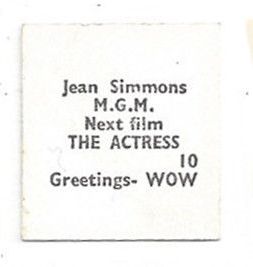 Jean Simmons
M.G.M.
Next film
THE ACTRESS
10
Greetings- WOW